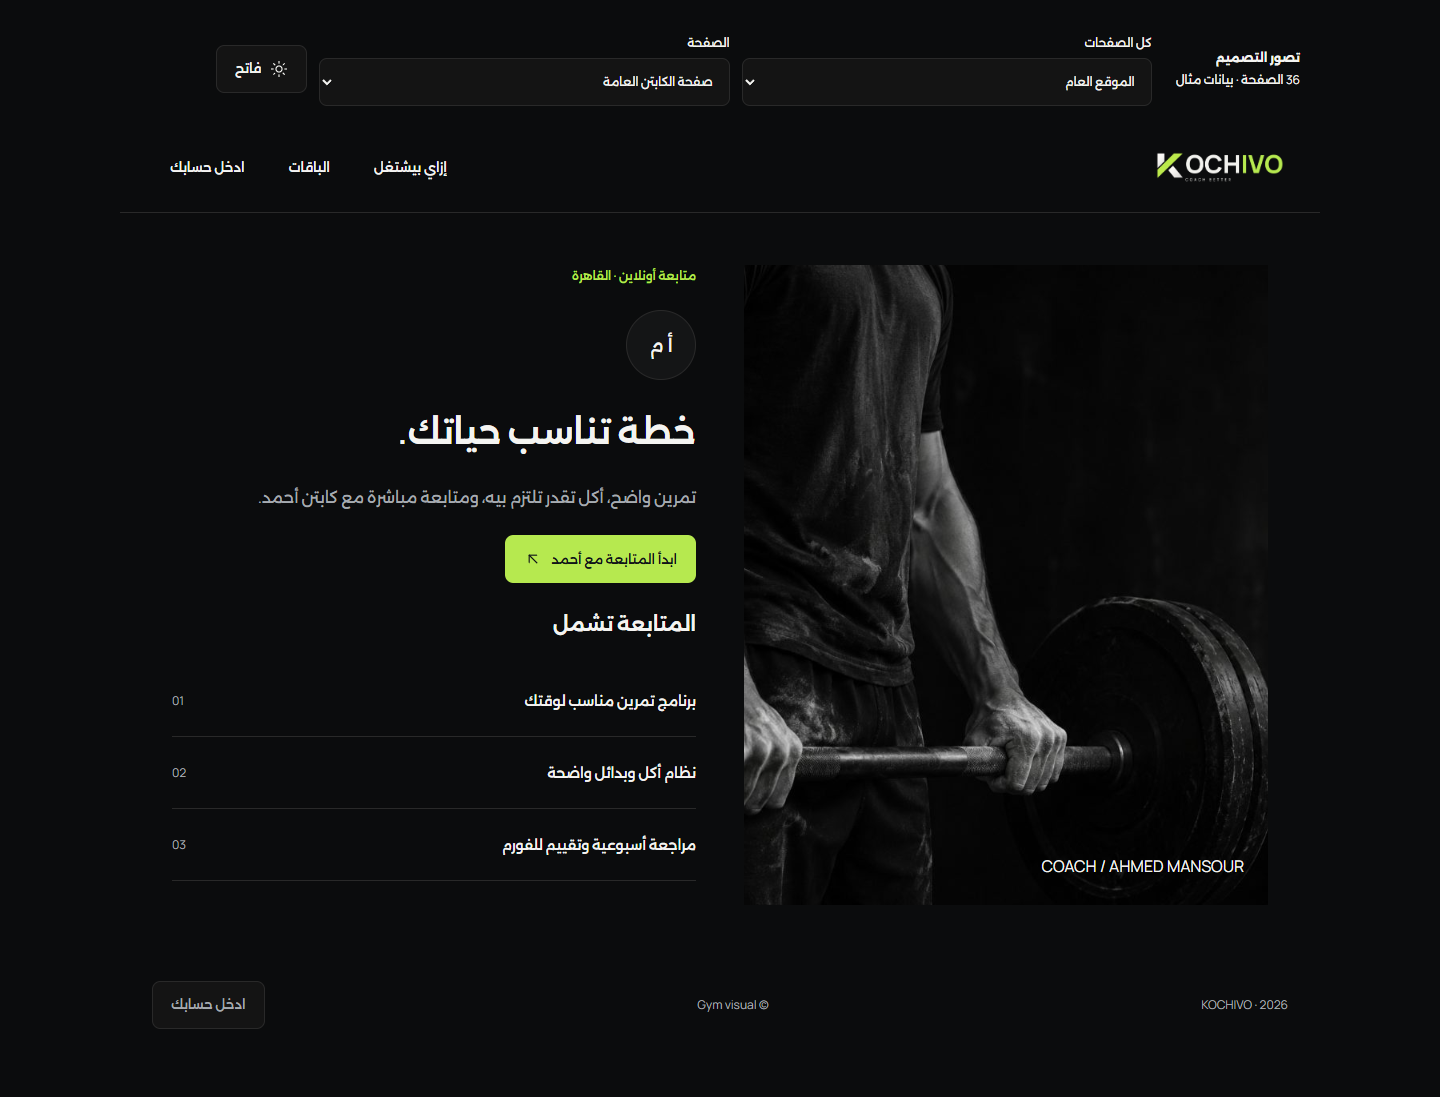 تصور التصميم
36 الصفحة · بيانات مثال
كل الصفحات
الموقع العام
الصفحة
صفحة الكابتن العامة
فاتح
KOCHIVO
COACH BETTER
إزاي بيشتغل
الباقات
ادخل حسابك
متابعة أونلاين · القاهرة
أ م
خطة تناسب حياتك.
تمرين واضح، أكل تقدر تلتزم بيه، ومتابعة مباشرة مع كابتن أحمد.
ابدأ المتابعة مع أحمد
المتابعة تشمل
برنامج تمرين مناسب لوقتك
01
نظام أكل وبدائل واضحة
02
مراجعة أسبوعية وتقييم للفورم
03
COACH / AHMED MANSOUR
KOCHIVO · 2026
Gym visual ©
ادخل حسابك